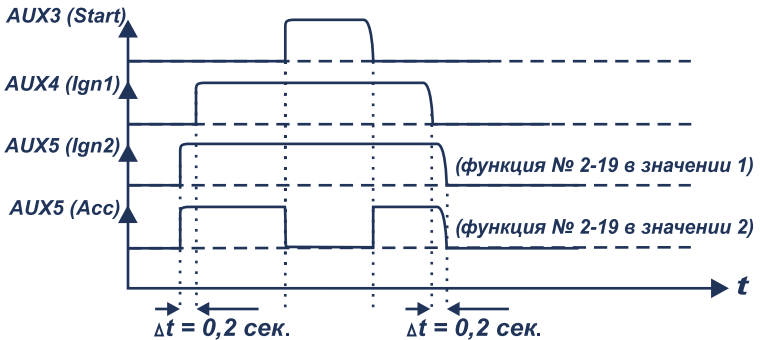 AUX3 (Start)
AUX4 (Ign1)
AUX5 (Ign2)
(функция № 2-19 в значении 1)
AUX5 (Acc)
(функция № 2-19 в значении 2)
t
Δt = 0,2 сек.
Δt = 0,2 сек.